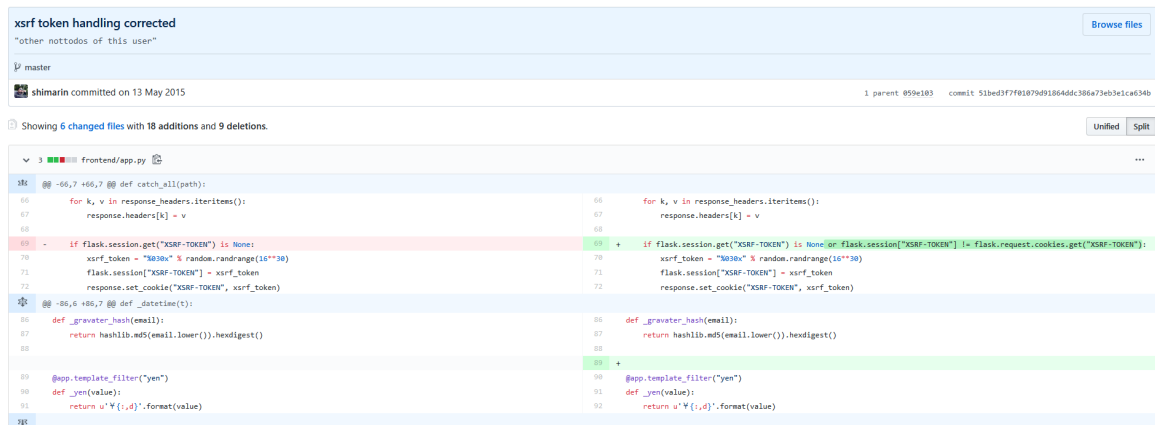 xsrf token handling corrected
Browse files
"other nottodos of this user"
master
shimarin committed on 13 May 2015
1 parent 059e103 commit 51bed3f7f01079d91864ddc386a73eb3e1ca634b
Showing 6 changed files with 18 additions and 9 deletions.
Unified Split
3 frontend/app.py
@@ -66,7 +66,7 @@ def catch_all(path):
66 for k, v in response_headers.iteritems():
67 response.headers[k] = v
68
69 - if flask.session.get("XSRF-TOKEN") is None:
70 xsrf_token = "%030x" % random.randrange(16**30)
71 flask.session["XSRF-TOKEN"] = xsrf_token
72 response.set_cookie("XSRF-TOKEN", xsrf_token)
66 for k, v in response_headers.iteritems():
67 response.headers[k] = v
68
69 + if flask.session.get("XSRF-TOKEN") is None or flask.session["XSRF-TOKEN"] != flask.request.cookies.get("XSRF-TOKEN"):
70 xsrf_token = "%030x" % random.randrange(16**30)
71 flask.session["XSRF-TOKEN"] = xsrf_token
72 response.set_cookie("XSRF-TOKEN", xsrf_token)
@@ -86,6 +86,7 @@ def _datetime(t):
86 def _gravater_hash(email):
87 return hashlib.md5(email.lower()).hexdigest()
88
89 @app.template_filter("yen")
90 def _yen(value):
91 return u'￥{:,d}'.format(value)
86 def _gravater_hash(email):
87 return hashlib.md5(email.lower()).hexdigest()
88
89 +
90 @app.template_filter("yen")
91 def _yen(value):
92 return u'￥{:,d}'.format(value)